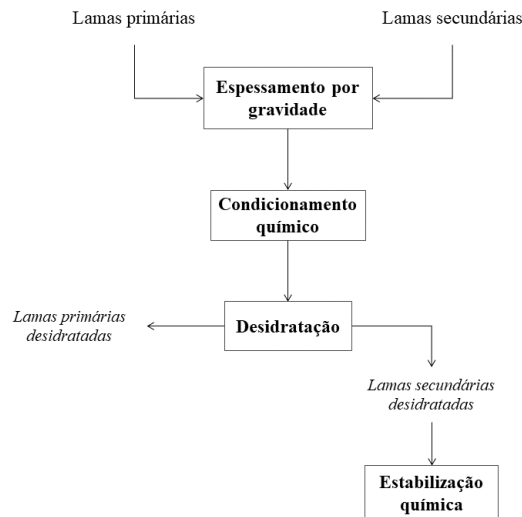 Lamas primárias
Lamas secundárias
Espessamento por
gravidade
Condicionamento
químico
Desidratação
Lamas primárias
desidratadas
Lamas secundárias
desidratadas
Estabilização
química